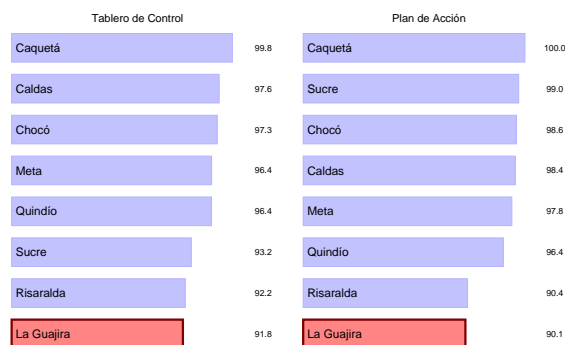 Tablero de Control
Caquetá 99.8
Caldas 97.6
Chocó 97.3
Meta 96.4
Quindío 96.4
Sucre 93.2
Risaralda 92.2
La Guajira 91.8
Plan de Acción
Caquetá 100.0
Sucre 99.0
Chocó 98.6
Caldas 98.4
Meta 97.8
Quindío 96.4
Risaralda 90.4
La Guajira 90.1